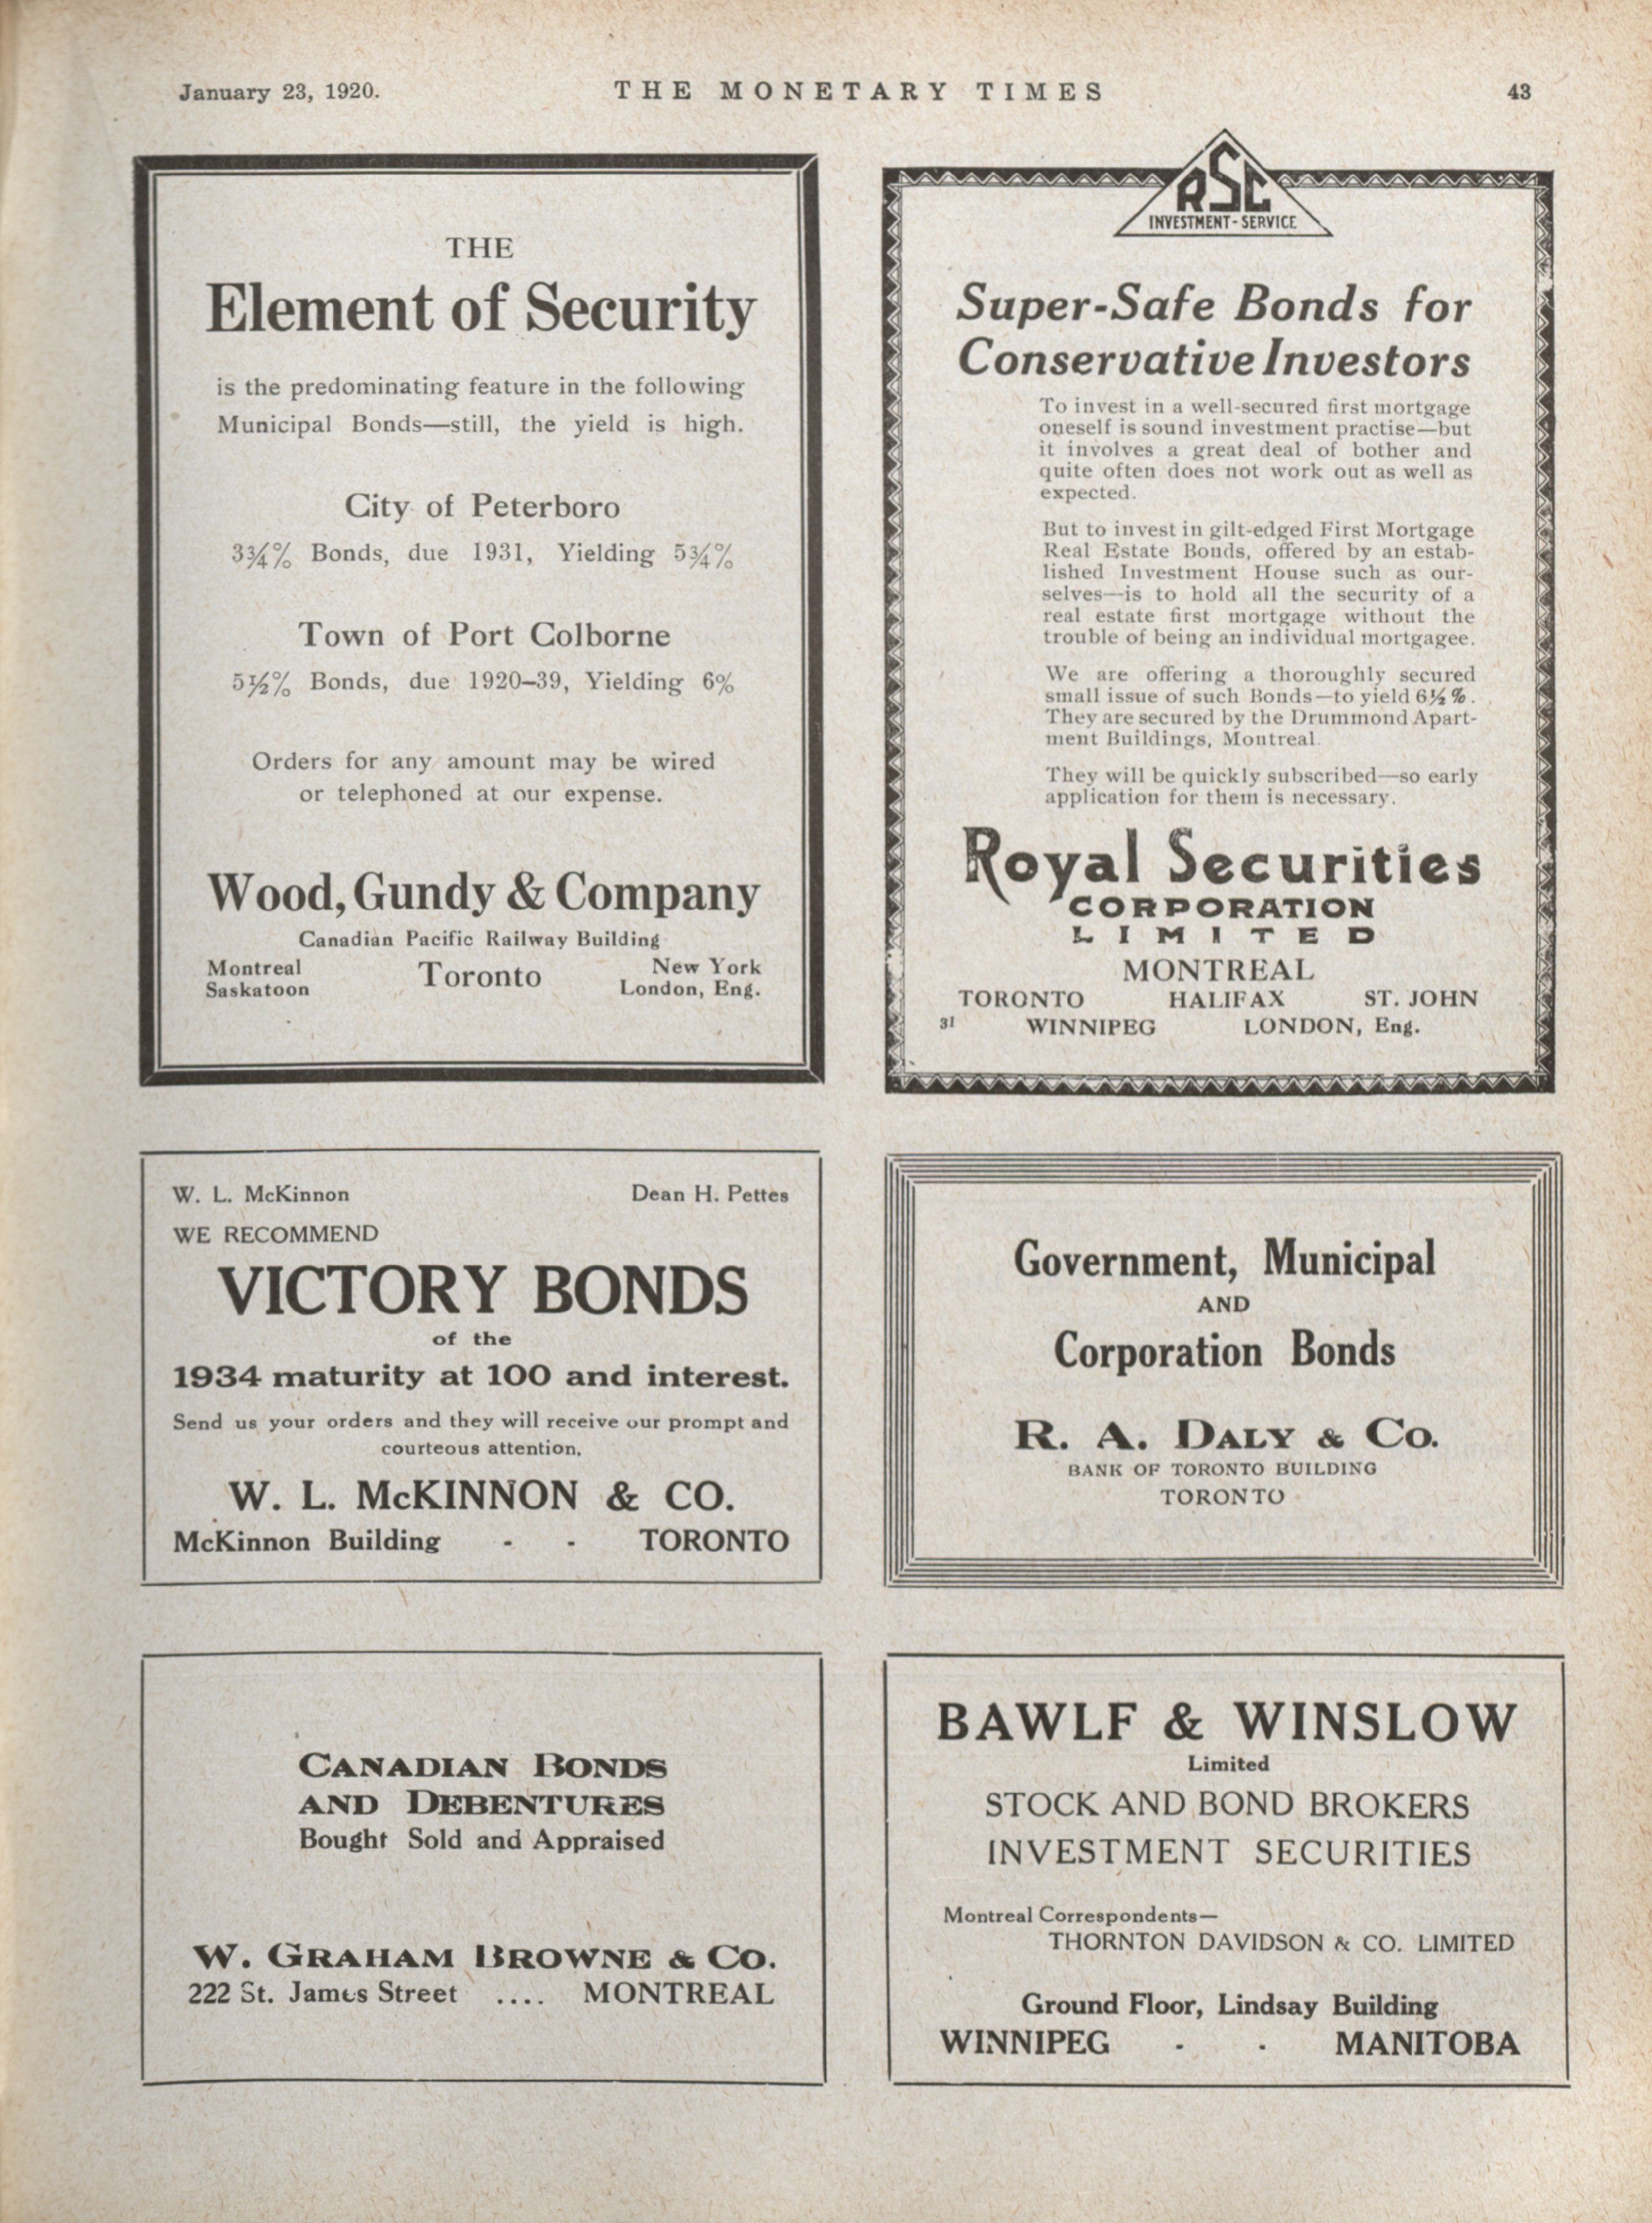 January 23, 1920.
THE MONETARY TIMES
43
THE
Element of Security
is the predominating feature in the following
Municipal Bonds—still, the yield is high.
City of Peterboro
3¾% Bonds, due 1931, Yielding 5¾%
Town of Port Colborne
5½% Bonds, due 1920–39, Yielding 6%
Orders for any amount may be wired
or telephoned at our expense.
Wood, Gundy & Company
Canadian Pacific Railway Building
Montreal
Saskatoon
Toronto
New York
London, Eng.
RSC
INVESTMENT-SERVICE
Super-Safe Bonds for
Conservative Investors
To invest in a well-secured first mortgage
oneself is sound investment practise—but
it involves a great deal of bother and
quite often does not work out as well as
expected.
But to invest in gilt-edged First Mortgage
Real Estate Bonds, offered by an estab-
lished Investment House such as our-
selves—is to hold all the security of a
real estate first mortgage without the
trouble of being an individual mortgagee.
We are offering a thoroughly secured
small issue of such Bonds—to yield 6½%.
They are secured by the Drummond Apart-
ment Buildings, Montreal.
They will be quickly subscribed—so early
application for them is necessary.
Royal Securities
CORPORATION
LIMITED
MONTREAL
TORONTO HALIFAX ST. JOHN
31 WINNIPEG LONDON, Eng.
W. L. McKinnon Dean H. Pettes
WE RECOMMEND
VICTORY BONDS
of the
1934 maturity at 100 and interest.
Send us your orders and they will receive our prompt and
courteous attention,
W. L. McKINNON & CO.
McKinnon Building - - TORONTO
Government, Municipal
AND
Corporation Bonds
R. A. DALY & CO.
BANK OF TORONTO BUILDING
TORONTO
CANADIAN BONDS
AND DEBENTURES
Bought Sold and Appraised
W. GRAHAM BROWNE & CO.
222 St. James Street .... MONTREAL
BAWLF & WINSLOW
Limited
STOCK AND BOND BROKERS
INVESTMENT SECURITIES
Montreal Correspondents—
THORNTON DAVIDSON & CO. LIMITED
Ground Floor, Lindsay Building
WINNIPEG - - MANITOBA